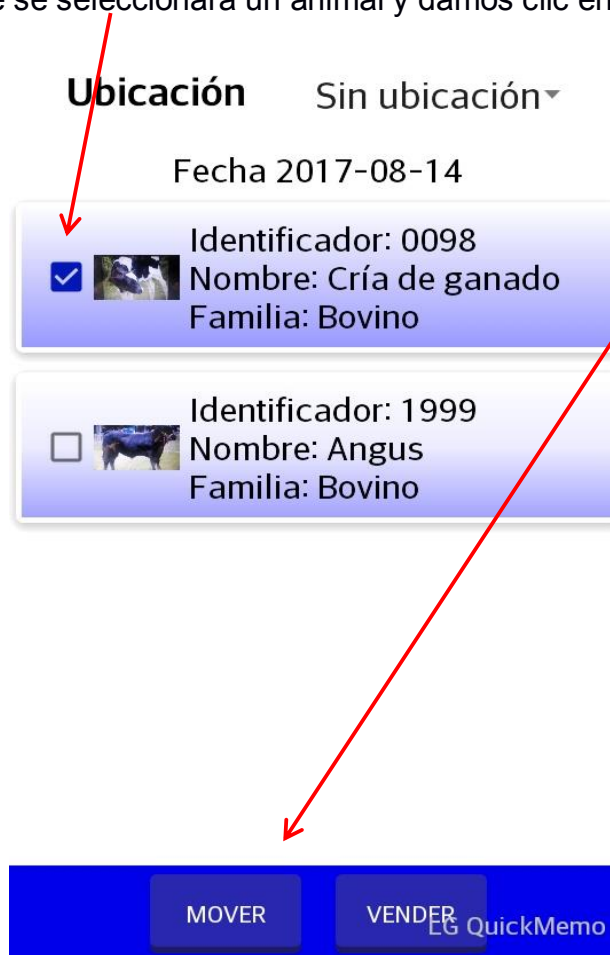 se seleccionara un animal y damos clic en
Ubicación Sin ubicación
Fecha 2017-08-14
Identificador: 0098
Nombre: Cría de ganado
Familia: Bovino
Identificador: 1999
Nombre: Angus
Familia: Bovino
MOVER VENDER
LG QuickMemo